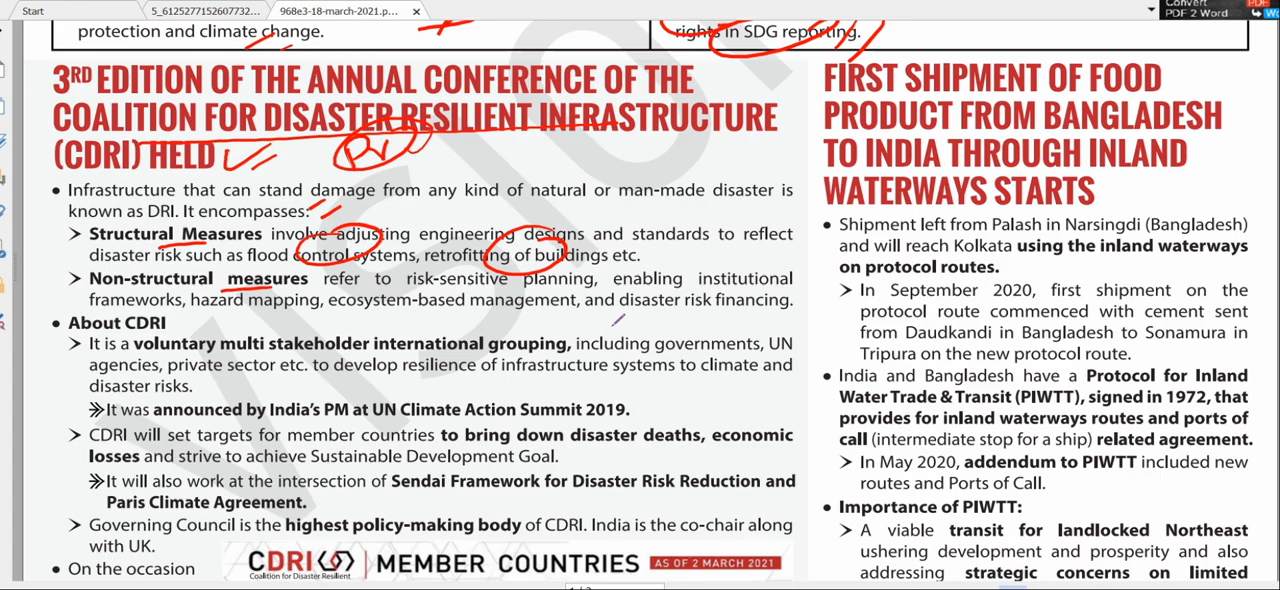 Start
5_6125277152607732...
968e3-18-march-2021.p...
Convert
PDF 2 Word
protection and climate change.
rights in SDG reporting.
3RD EDITION OF THE ANNUAL CONFERENCE OF THE
COALITION FOR DISASTER RESILIENT INFRASTRUCTURE
(CDRI) HELD
• Infrastructure that can stand damage from any kind of natural or man-made disaster is
known as DRI. It encompasses:
Structural Measures involve adjusting engineering designs and standards to reflect
disaster risk such as flood control systems, retrofitting of buildings etc.
Non-structural measures refer to risk-sensitive planning, enabling institutional
frameworks, hazard mapping, ecosystem-based management, and disaster risk financing.
• About CDRI
It is a voluntary multi stakeholder international grouping, including governments, UN
agencies, private sector etc. to develop resilience of infrastructure systems to climate and
disaster risks.
It was announced by India's PM at UN Climate Action Summit 2019.
CDRI will set targets for member countries to bring down disaster deaths, economic
losses and strive to achieve Sustainable Development Goal.
It will also work at the intersection of Sendai Framework for Disaster Risk Reduction and
Paris Climate Agreement.
Governing Council is the highest policy-making body of CDRI. India is the co-chair along
with UK.
• On the occasion
CDRI
Coalition for Disaster Resilient
MEMBER COUNTRIES
AS OF 2 MARCH 2021
FIRST SHIPMENT OF FOOD
PRODUCT FROM BANGLADESH
TO INDIA THROUGH INLAND
WATERWAYS STARTS
• Shipment left from Palash in Narsingdi (Bangladesh)
and will reach Kolkata using the inland waterways
on protocol routes.
In September 2020, first shipment on the
protocol route commenced with cement sent
from Daudkandi in Bangladesh to Sonamura in
Tripura on the new protocol route.
• India and Bangladesh have a Protocol for Inland
Water Trade & Transit (PIWTT), signed in 1972, that
provides for inland waterways routes and ports of
call (intermediate stop for a ship) related agreement.
In May 2020, addendum to PIWTT included new
routes and Ports of Call.
• Importance of PIWTT:
A viable transit for landlocked Northeast
ushering development and prosperity and also
addressing strategic concerns on limited